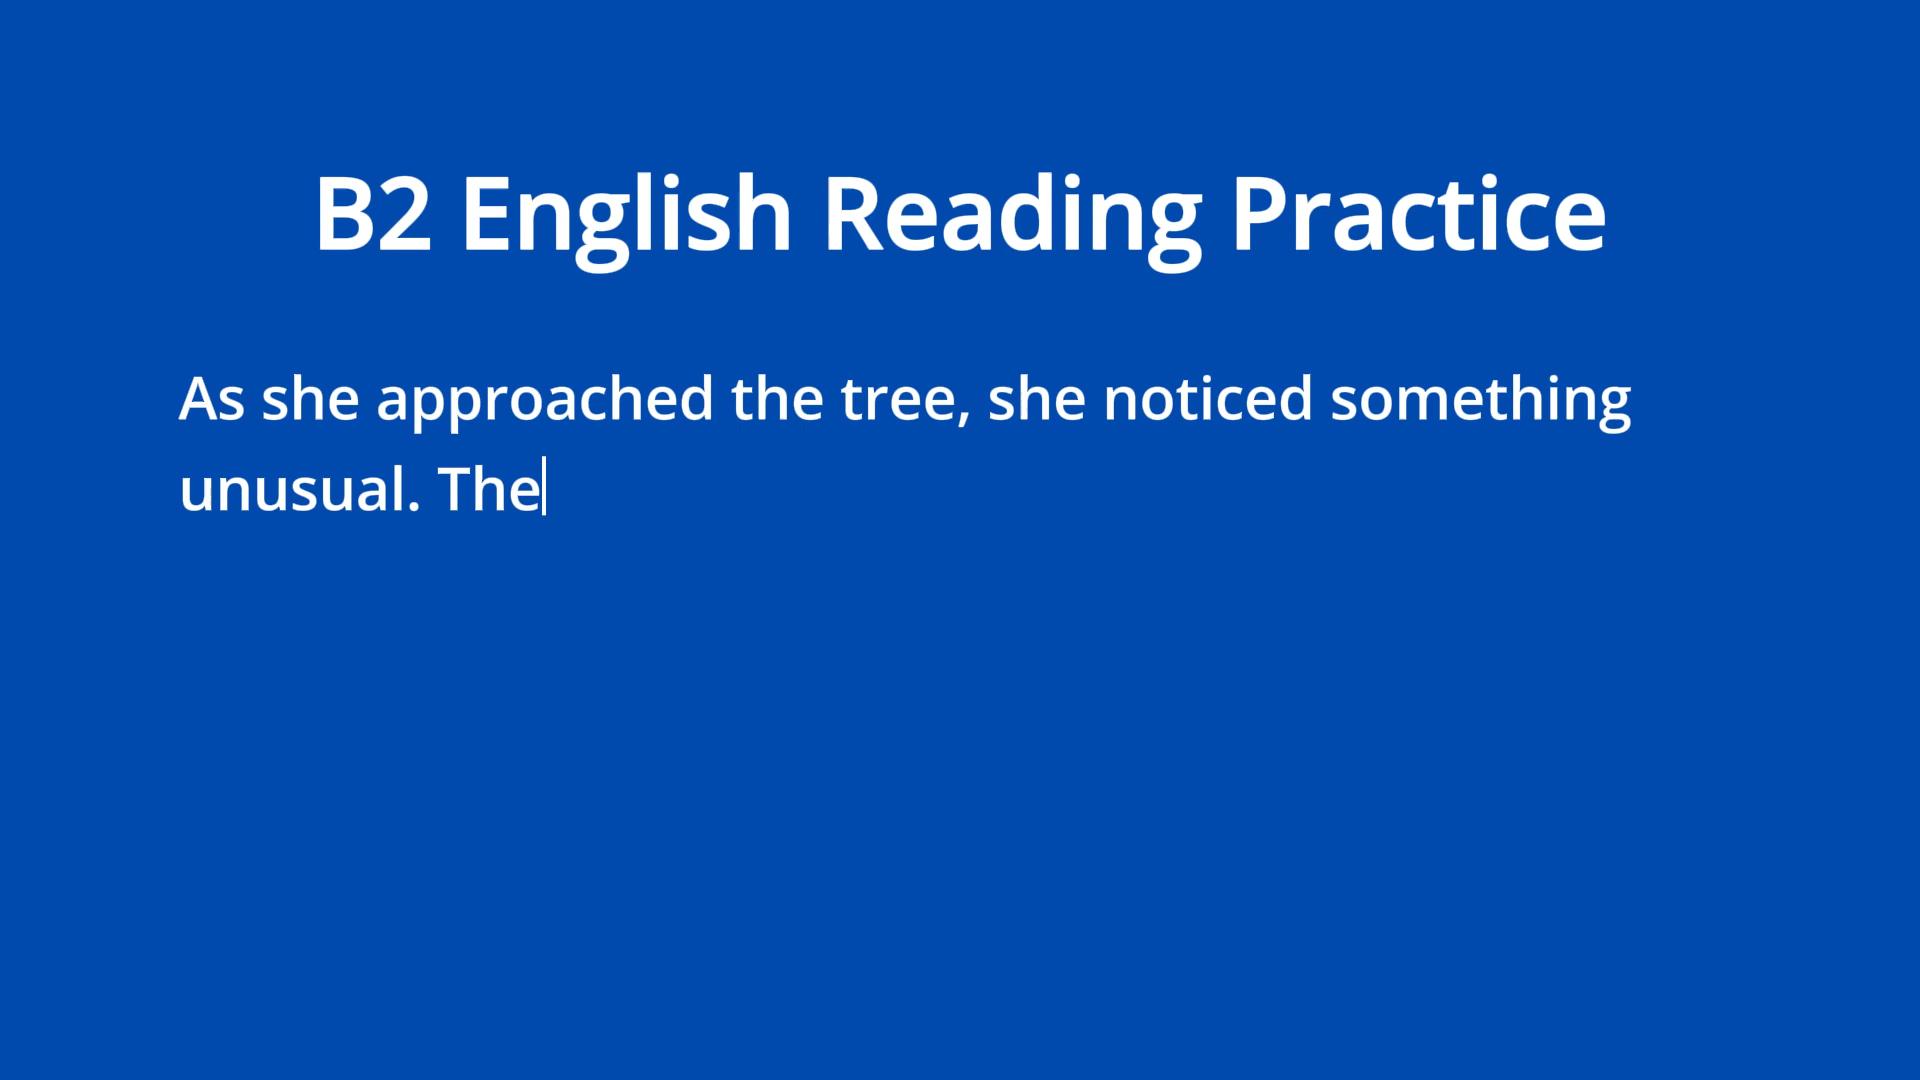 B2 English Reading Practice
As she approached the tree, she noticed something
unusual. The